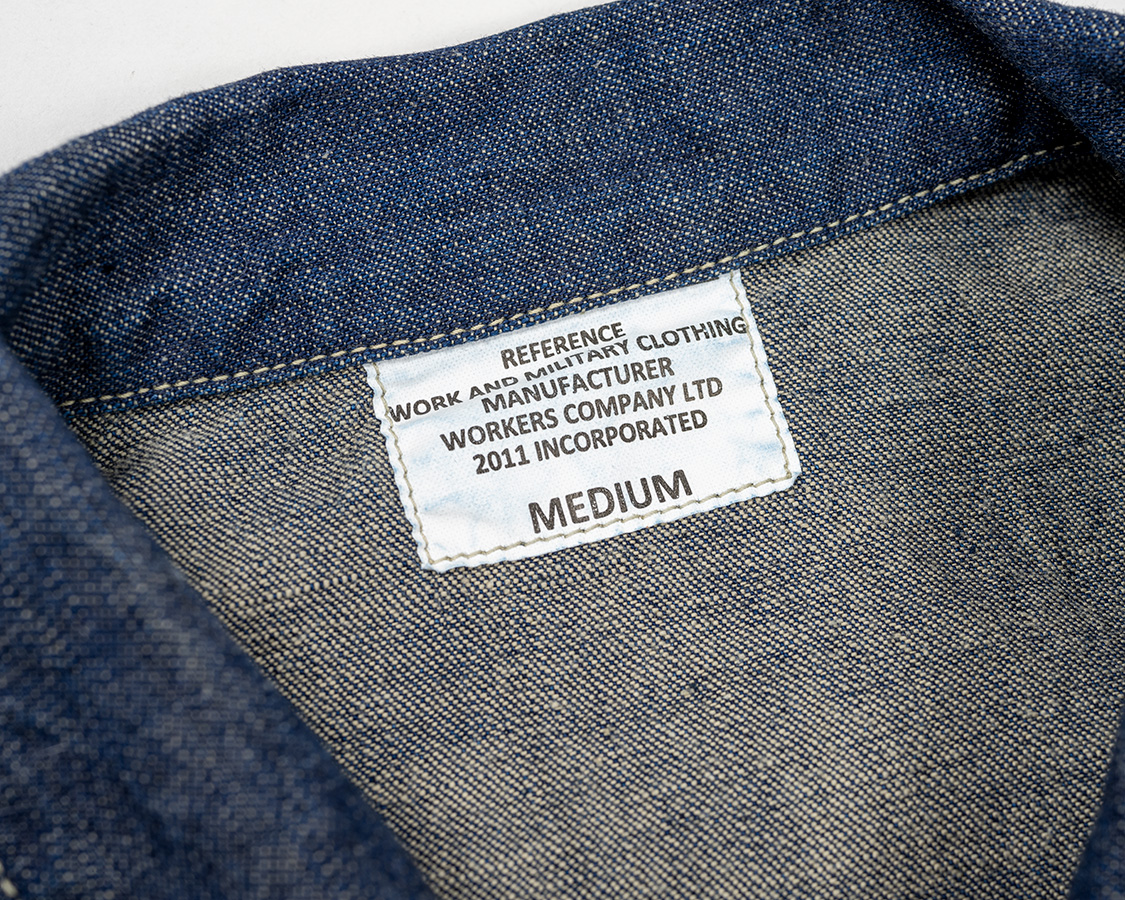 REFERENCE
WORK AND MILITARY CLOTHING
MANUFACTURER
WORKERS COMPANY LTD
2011 INCORPORATED
MEDIUM